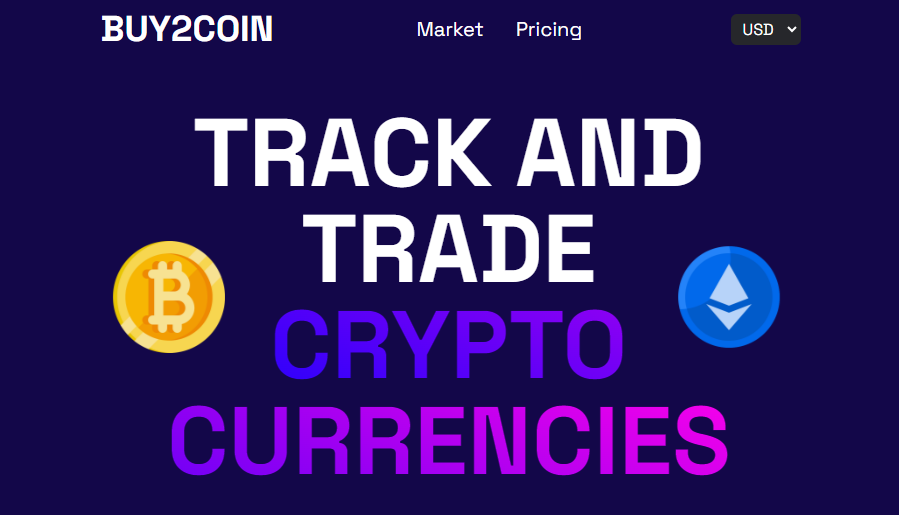 BUY2COIN Market Pricing USD
TRACK AND
TRADE
CRYPTO
CURRENCIES